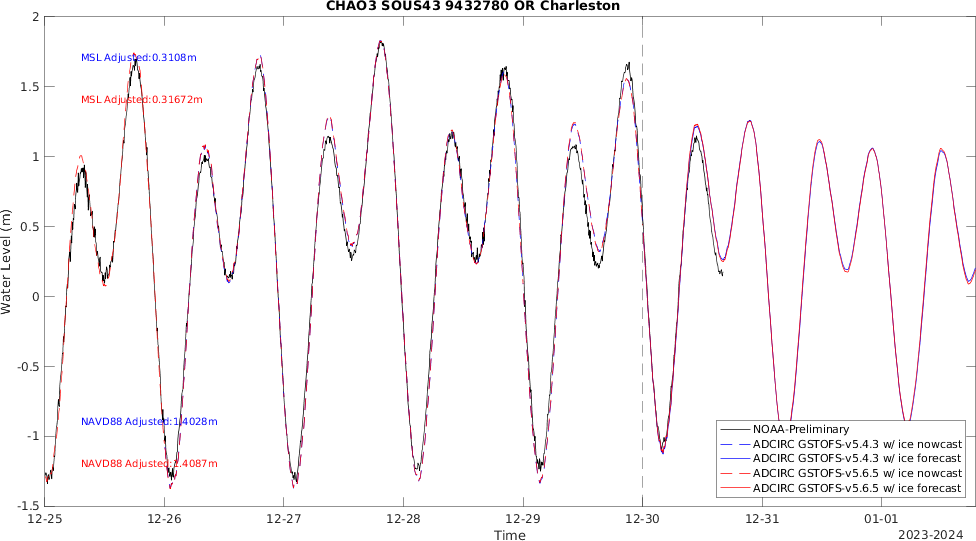 CHAO3 SOUS43 9432780 OR Charleston
2
1.5
1
0.5
0
-0.5
-1
-1.5
Water Level (m)
MSL Adjusted:0.3108m
MSL Adjusted:0.31672m
NAVD88 Adjusted:1.4028m
NAVD88 Adjusted:1.4087m
NOAA-Preliminary
ADCIRC GSTOFS-v5.4.3 w/ ice nowcast
ADCIRC GSTOFS-v5.4.3 w/ ice forecast
ADCIRC GSTOFS-v5.6.5 w/ ice nowcast
ADCIRC GSTOFS-v5.6.5 w/ ice forecast
12-25 12-26 12-27 12-28 12-29 12-30 12-31 01-01
Time
2023-2024